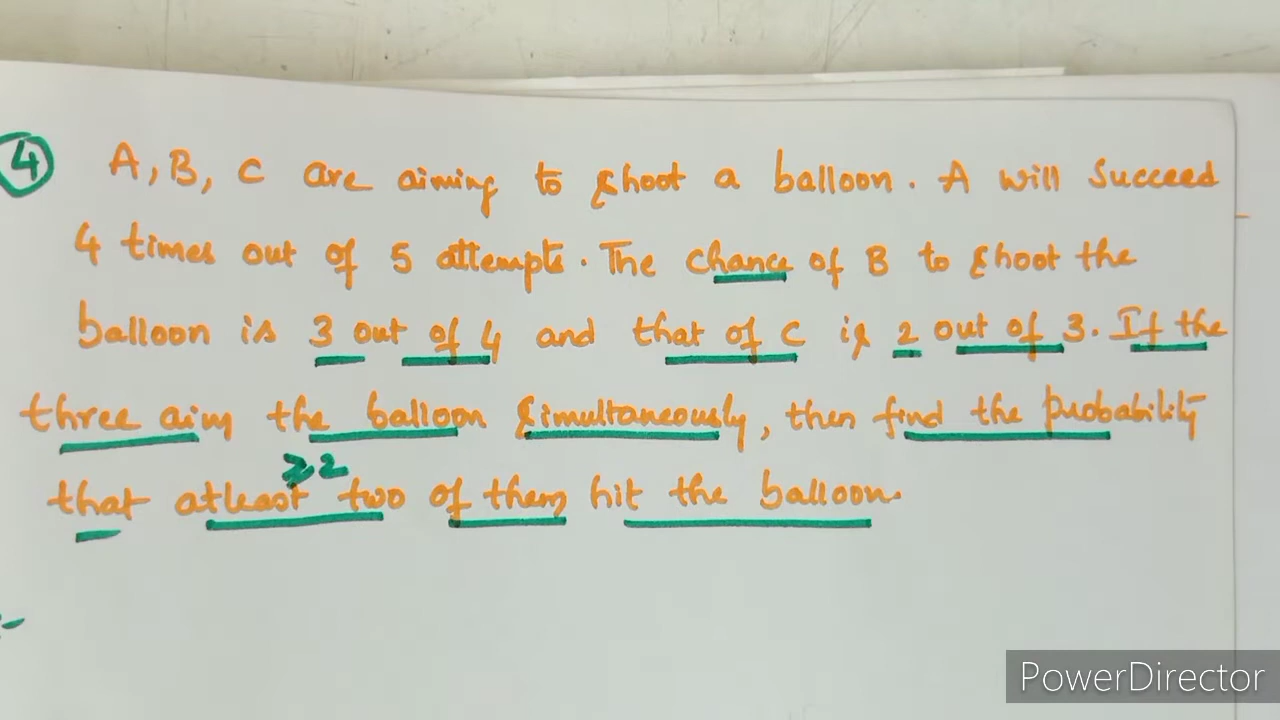 4 A, B, C are aiming to shoot a balloon. A will succeed
4 times out of 5 attempts. The chance of B to shoot the
balloon is 3 out of 4 and that of C is 2 out of 3. If the
three aim the balloon simultaneously, then find the probability
≥2
that atleast two of them hit the balloon.
PowerDirector